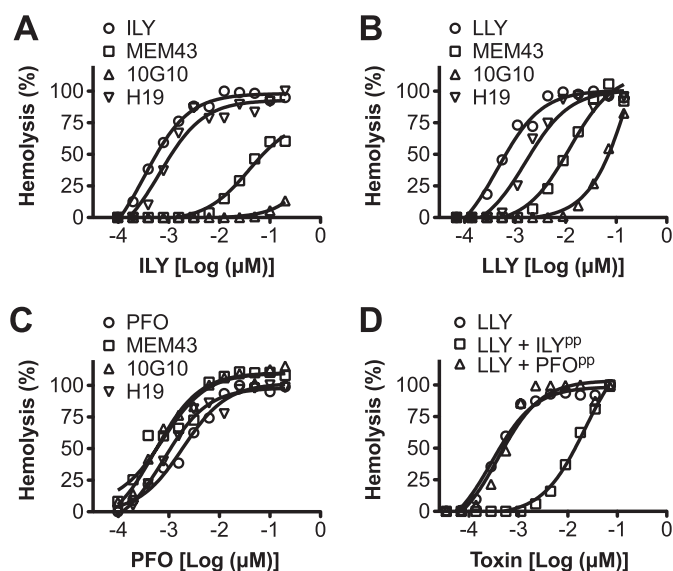 A
ILY
MEM43
10G10
H19
Hemolysis (%)
100
75
50
25
0
-4 -3 -2 -1 0
ILY [Log (μM)]
B
LLY
MEM43
10G10
H19
Hemolysis (%)
100
75
50
25
0
-4 -3 -2 -1 0
LLY [Log (μM)]
C
PFO
MEM43
10G10
H19
Hemolysis (%)
100
75
50
25
0
-4 -3 -2 -1 0
PFO [Log (μM)]
D
LLY
LLY + ILYpp
LLY + PFOpp
Hemolysis (%)
100
75
50
25
0
-4 -3 -2 -1 0
Toxin [Log (μM)]